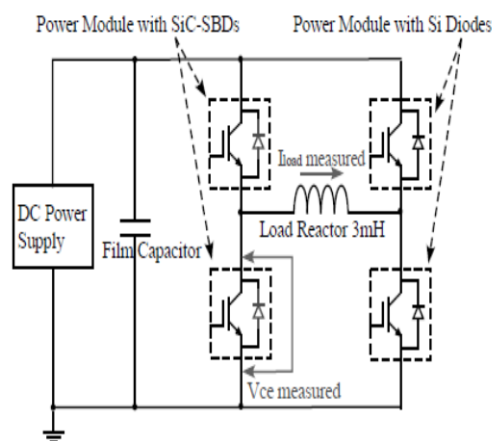 Power Module with SiC-SBDs
Power Module with Si Diodes
Iload measured
DC Power
Supply
Film Capacitor
Load Reactor 3mH
Vce measured